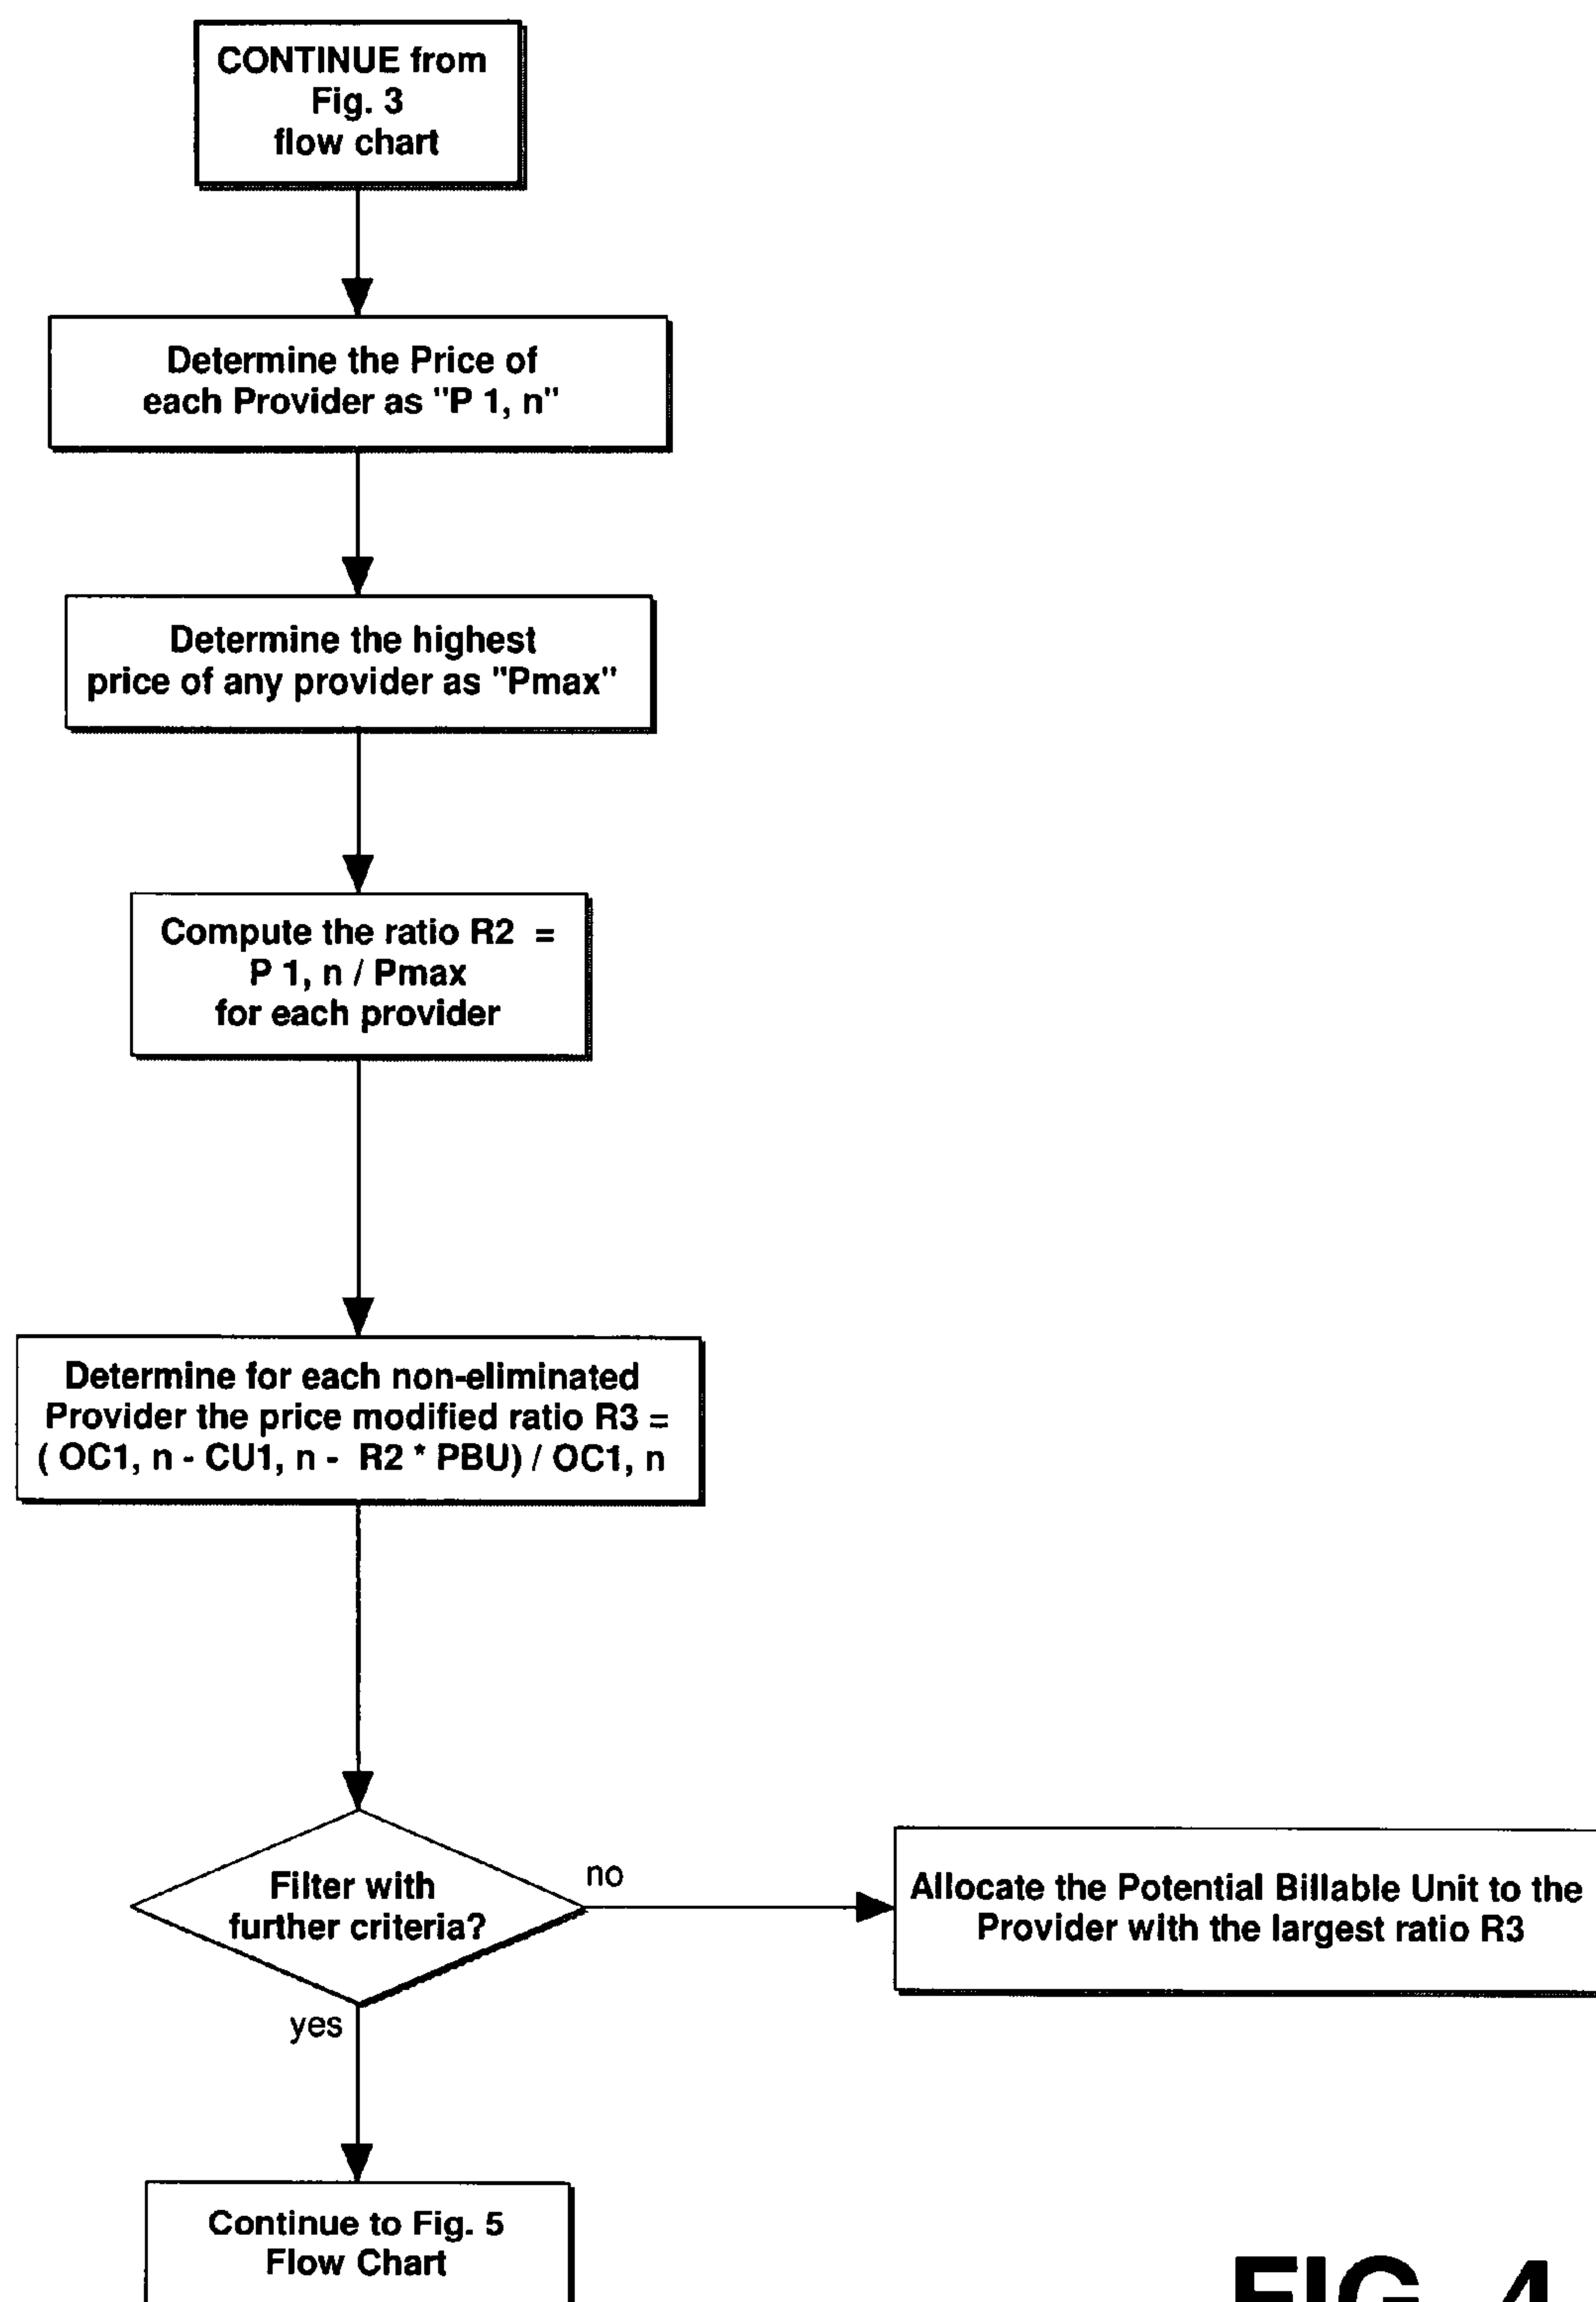 CONTINUE from
Fig. 3
flow chart
Determine the Price of
each Provider as "P 1, n"
Determine the highest
price of any provider as "Pmax"
Compute the ratio R2 =
P 1, n / Pmax
for each provider
Determine for each non-eliminated
Provider the price modified ratio R3 =
( OC1, n - CU1, n - R2 * PBU) / OC1, n
Filter with
further criteria?
no
Allocate the Potential Billable Unit to the
Provider with the largest ratio R3
yes
Continue to Fig. 5
Flow Chart
FIG. 4